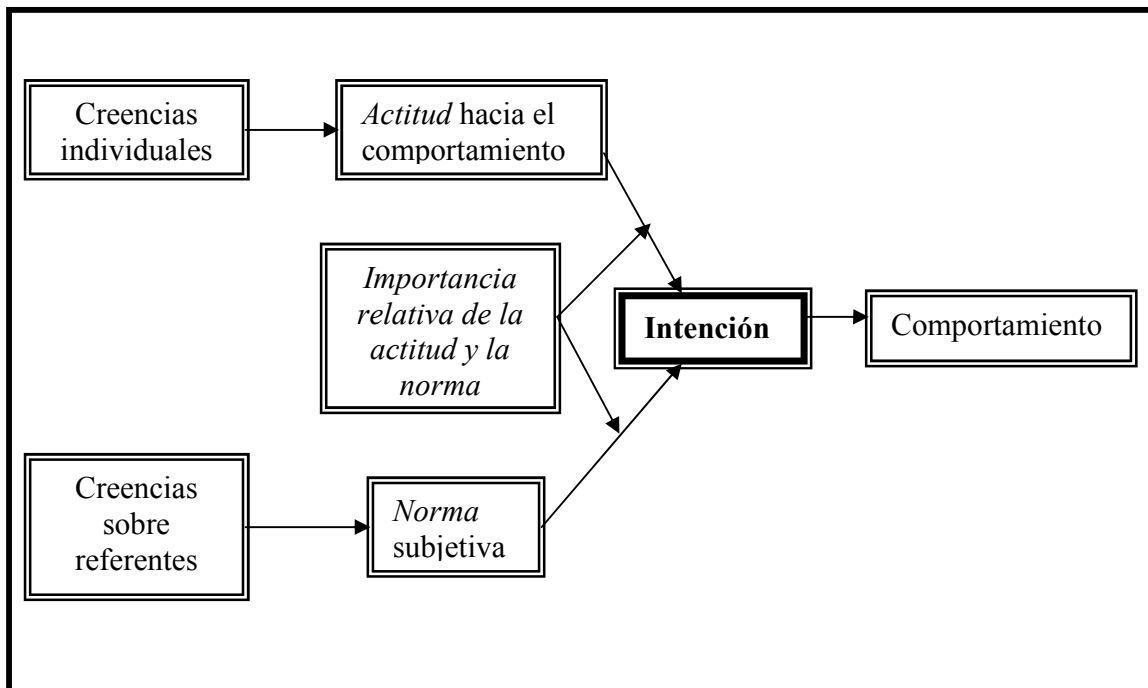 Creencias
individuales
Actitud hacia el
comportamiento
Importancia
relativa de la
actitud y la
norma
Intención
Comportamiento
Creencias
sobre
referentes
Norma
subjetiva